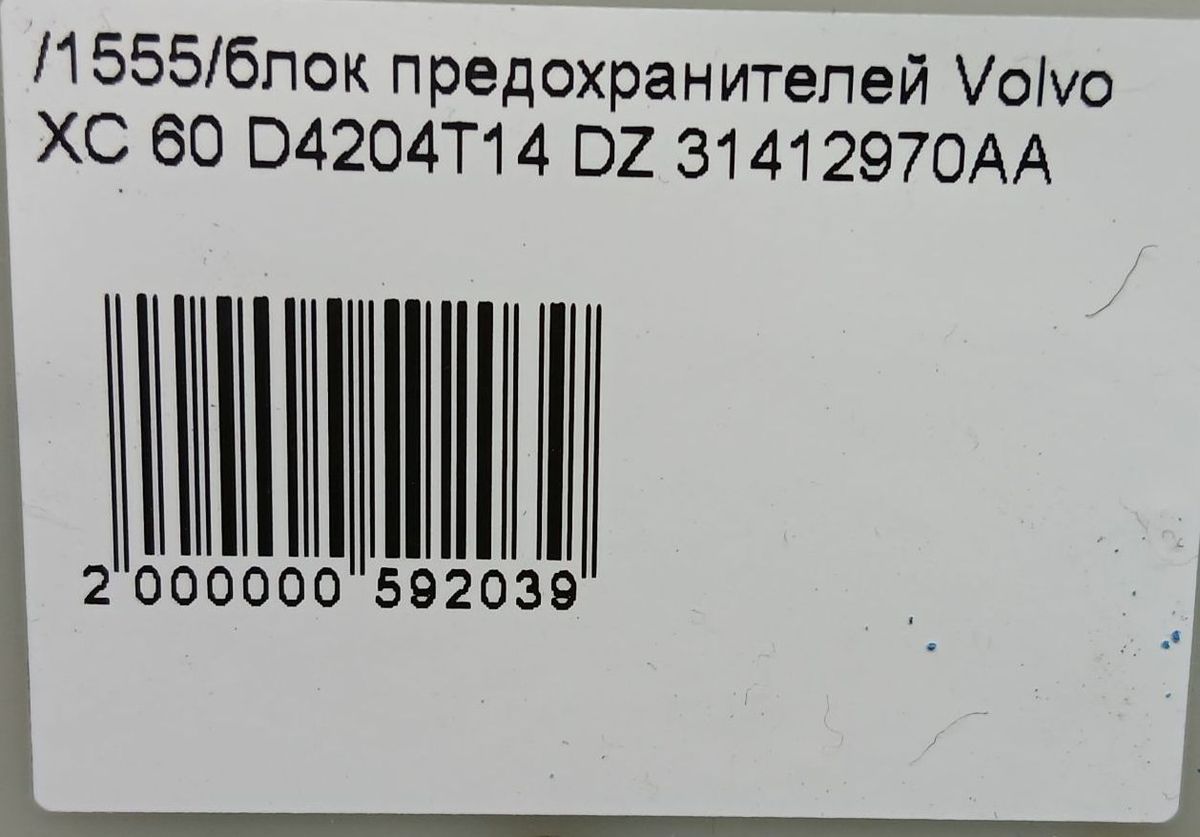 /1555/блок предохранителей Volvo
XC 60 D4204T14 DZ 31412970AA
2 000000 592039